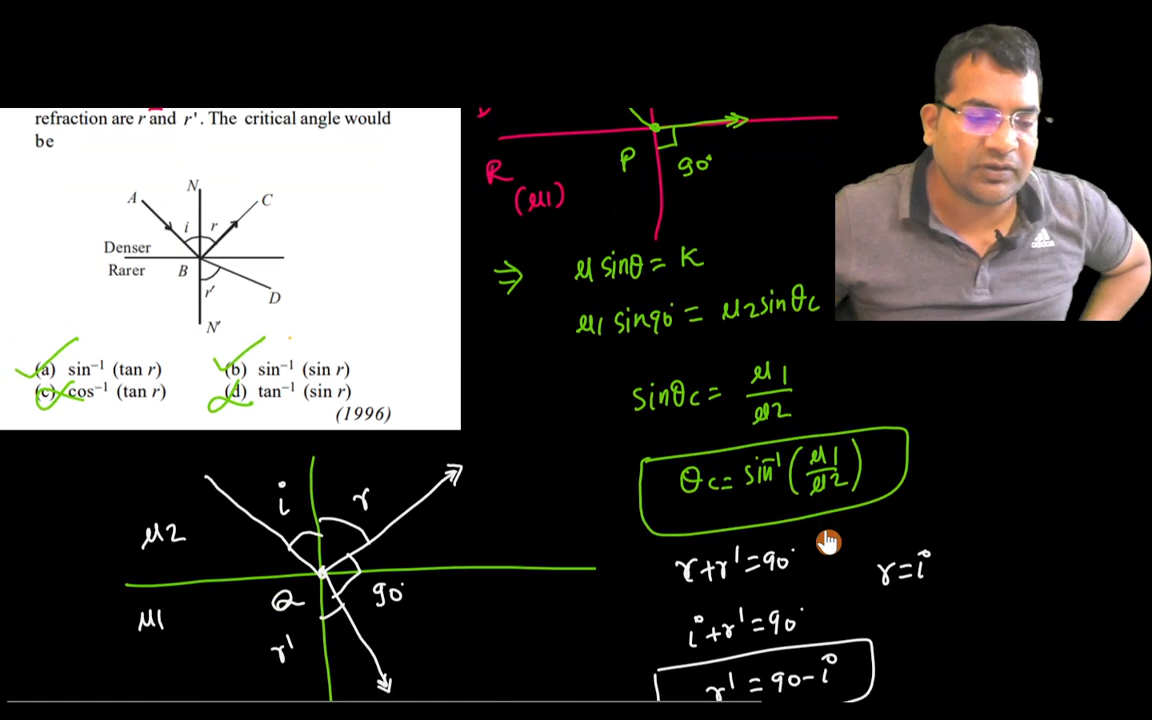 refraction are r and r'. The critical angle would
be
N
A
C
i
r
Denser
Rarer
B
r'
D
N'
(a) sin⁻¹ (tan r)
(b) sin⁻¹ (sin r)
(c) cos⁻¹ (tan r)
(d) tan⁻¹ (sin r)
(1996)
R
(μ1)
P
90°
⇒ μ sinθ = K
μ1 sin90° = μ2 sinθc
sinθc = μ1/μ2
θc = sin⁻¹ (μ1/μ2)
r+r'=90°
r=i
i+r'=90°
r' = 90-i
i
r
μ2
μ1
Q
90°
r'
adidas